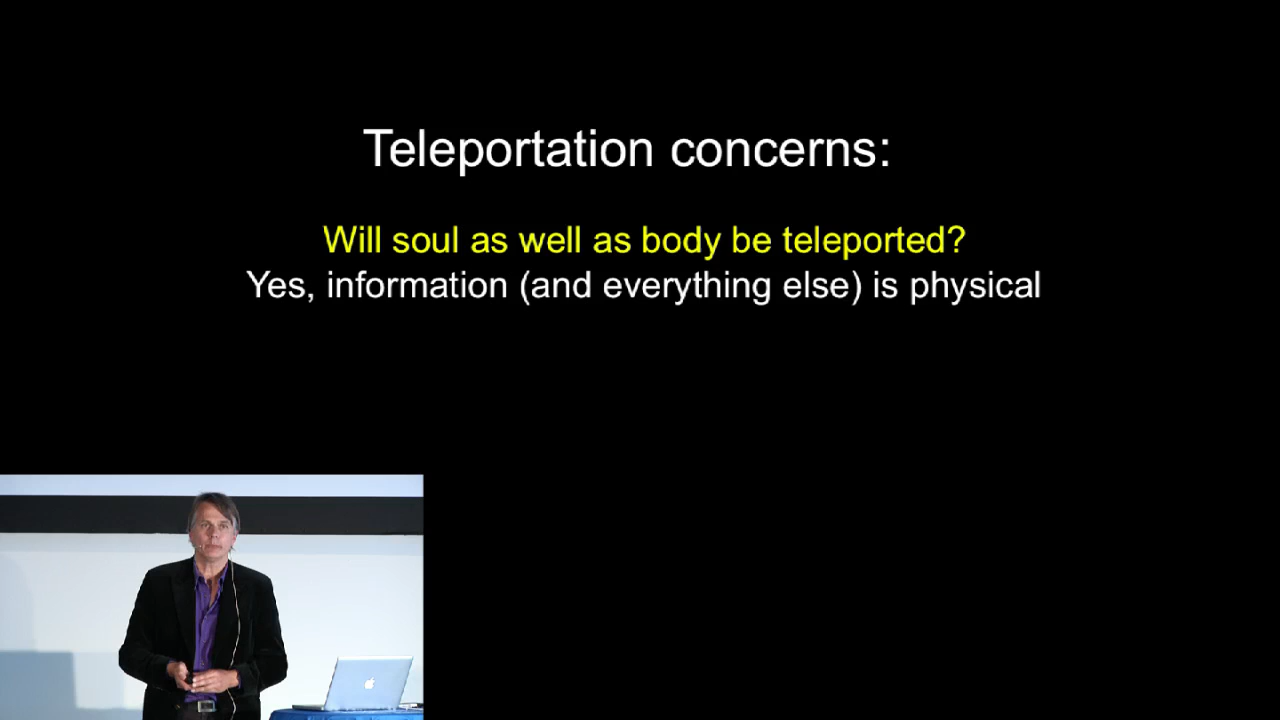 Teleportation concerns:
Will soul as well as body be teleported?
Yes, information (and everything else) is physical